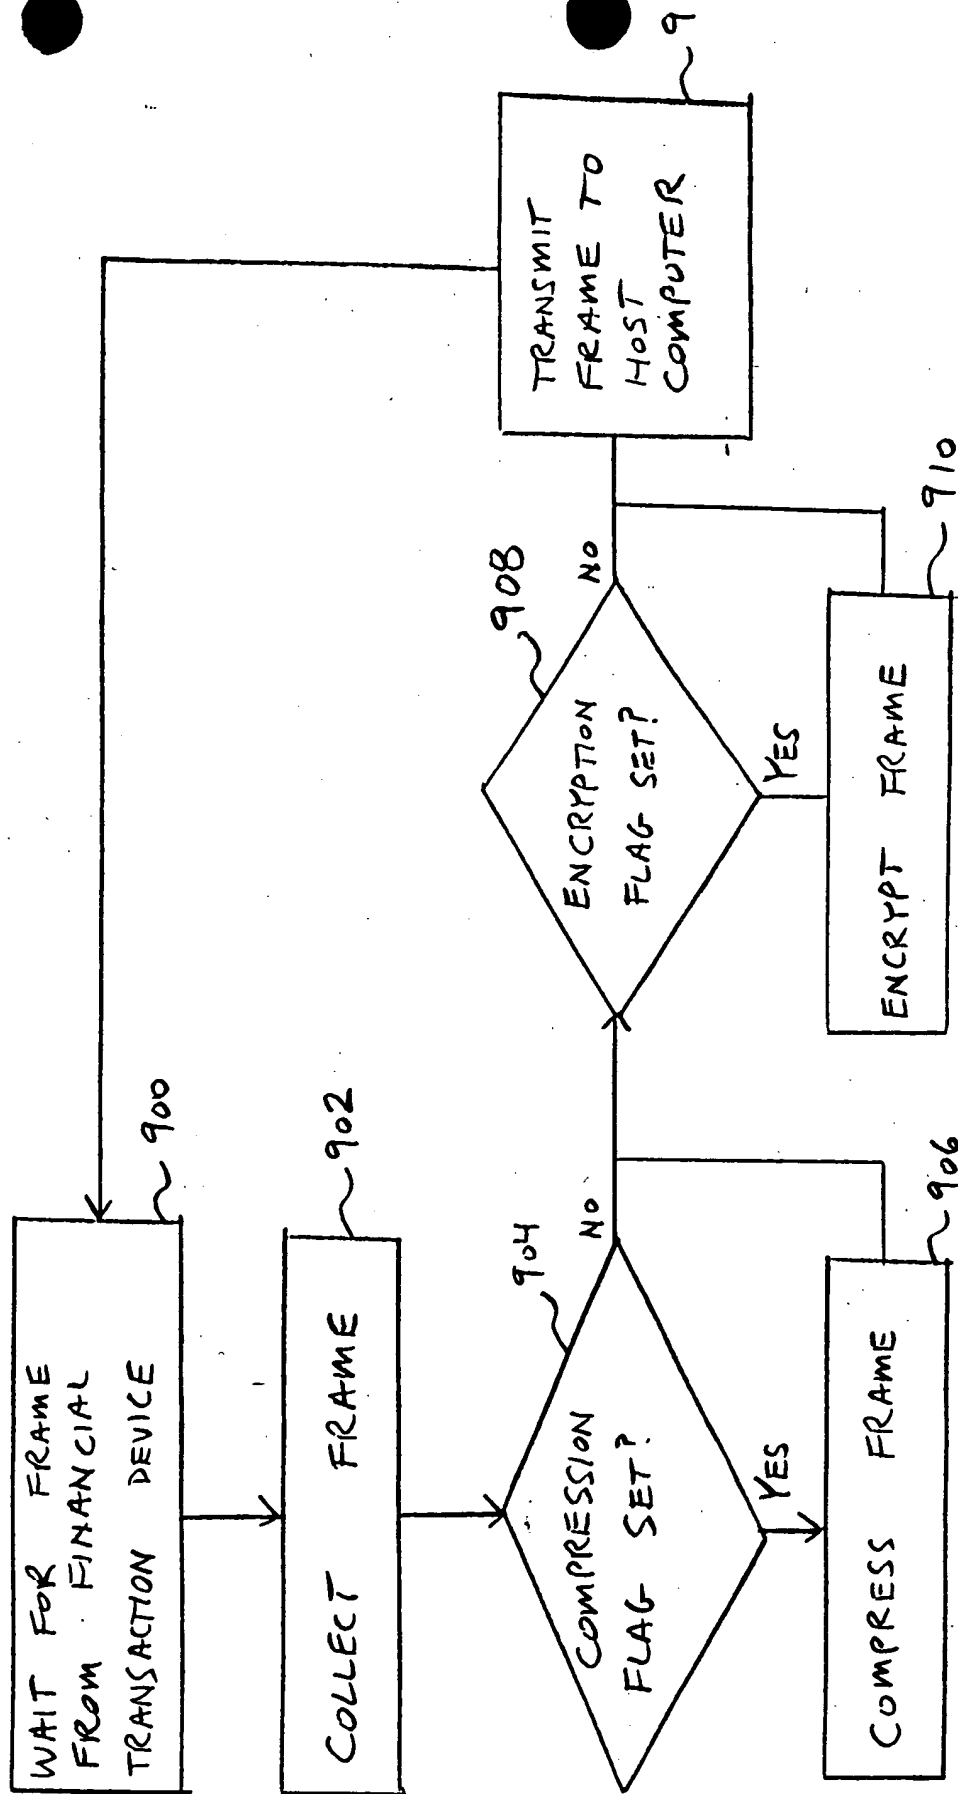 WAIT FOR FRAME
FROM FINANCIAL
TRANSACTION DEVICE
900
COLLECT FRAME
902
COMPRESSION
FLAG SET?
904
NO
YES
COMPRESS FRAME
906
ENCRYPTION
FLAG SET?
908
NO
YES
ENCRYPT FRAME
910
TRANSMIT
FRAME TO
HOST
COMPUTER
9